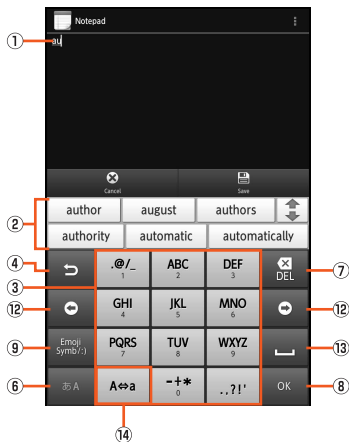 Notepad
① au
Cancel Save
② author august authors
authority automatic automatically
④ .@/_ 1 ABC 2 DEF 3 DEL ⑦
③
⑫ GHI 4 JKL 5 MNO 6 ⑫
⑨ Emoji Symb/:) PQRS 7 TUV 8 WXYZ 9 ⑬
⑥ あA A⇔a -+* 0 .,?!' OK ⑧
⑭